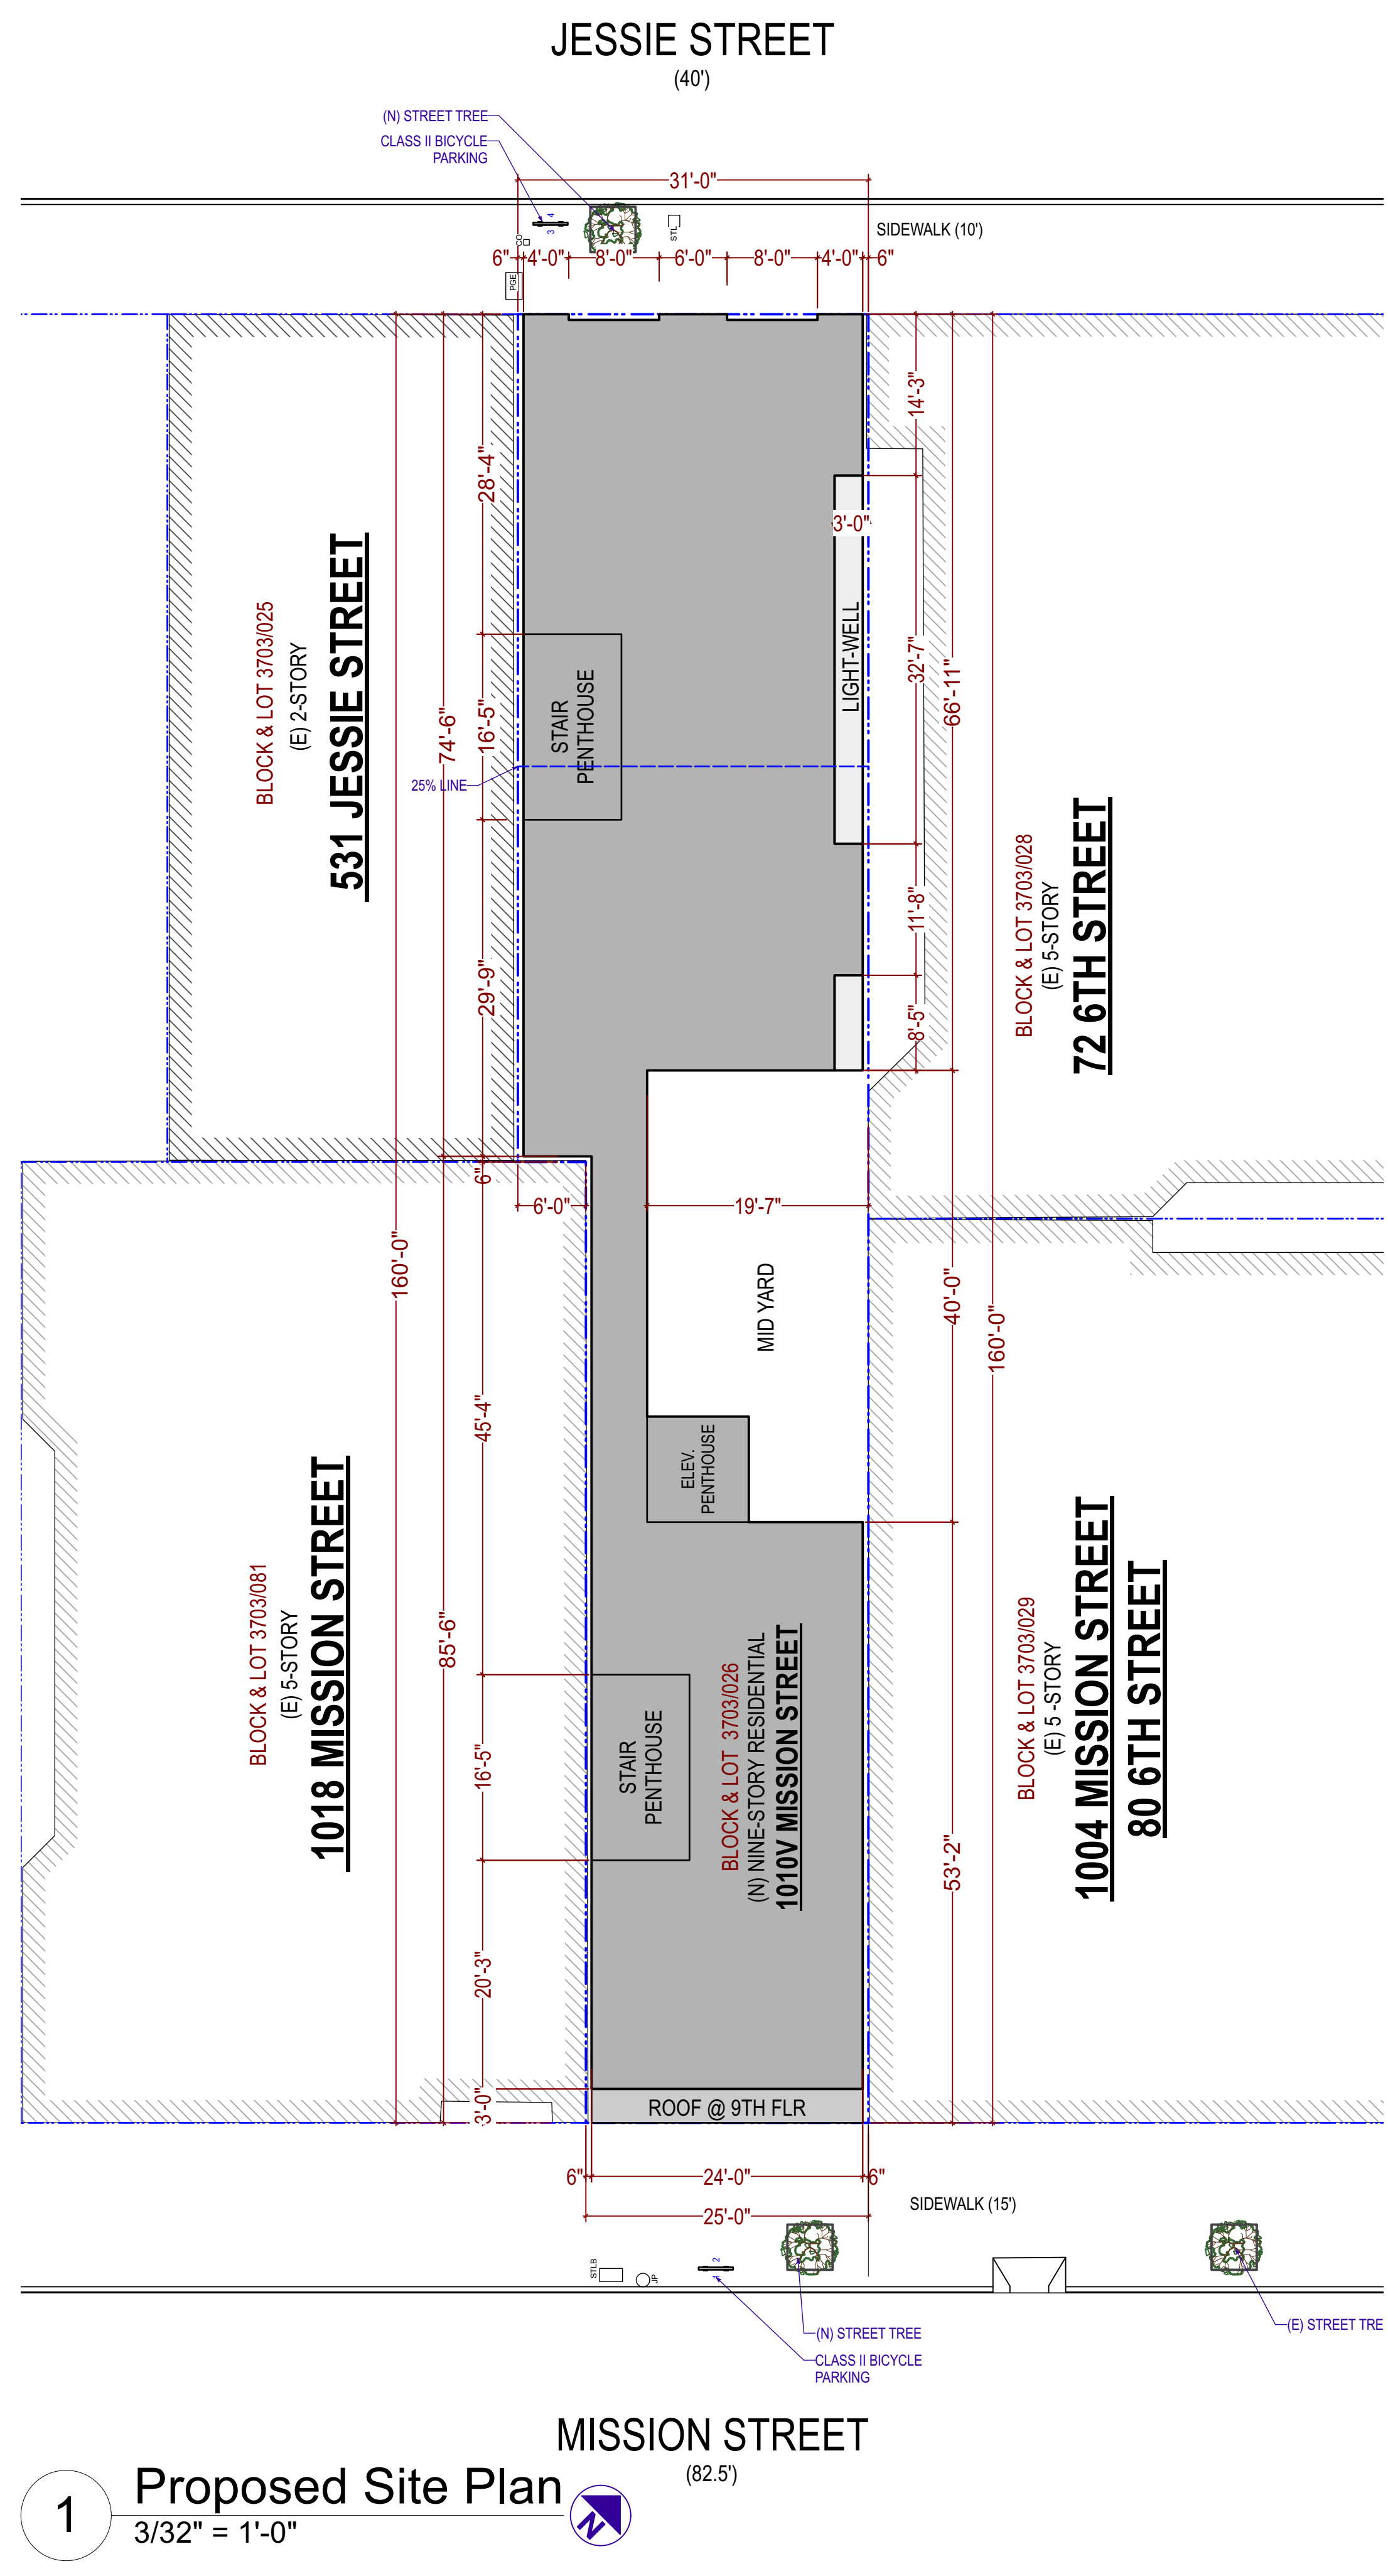 JESSIE STREET
(40')
(N) STREET TREE
CLASS II BICYCLE
PARKING
31'-0"
3 4
CO
STL
SIDEWALK (10')
6" 4'-0" 8'-0" 6'-0" 8'-0" 4'-0" 6"
PGE
14'-3"
28'-4"
3'-0"
BLOCK & LOT 3703/025
(E) 2-STORY
531 JESSIE STREET
74'-6"
16'-5"
STAIR
PENTHOUSE
LIGHT-WELL
32'-7"
66'-11"
25% LINE
11'-8"
BLOCK & LOT 3703/028
(E) 5-STORY
72 6TH STREET
29'-9"
8'-5"
6"
6'-0"
19'-7"
160'-0"
MID YARD
40'-0"
160'-0"
45'-4"
ELEV.
PENTHOUSE
BLOCK & LOT 3703/081
(E) 5-STORY
1018 MISSION STREET
85'-6"
16'-5"
STAIR
PENTHOUSE
BLOCK & LOT 3703/026
(N) NINE-STORY RESIDENTIAL
1010V MISSION STREET
BLOCK & LOT 3703/029
(E) 5 -STORY
1004 MISSION STREET
80 6TH STREET
53'-2"
20'-3"
3'-0"
ROOF @ 9TH FLR
6" 24'-0" 6"
25'-0"
SIDEWALK (15')
STLB
JP
1 2
(N) STREET TREE
(E) STREET TRE
CLASS II BICYCLE
PARKING
MISSION STREET
(82.5')
1
Proposed Site Plan
3/32" = 1'-0"
N